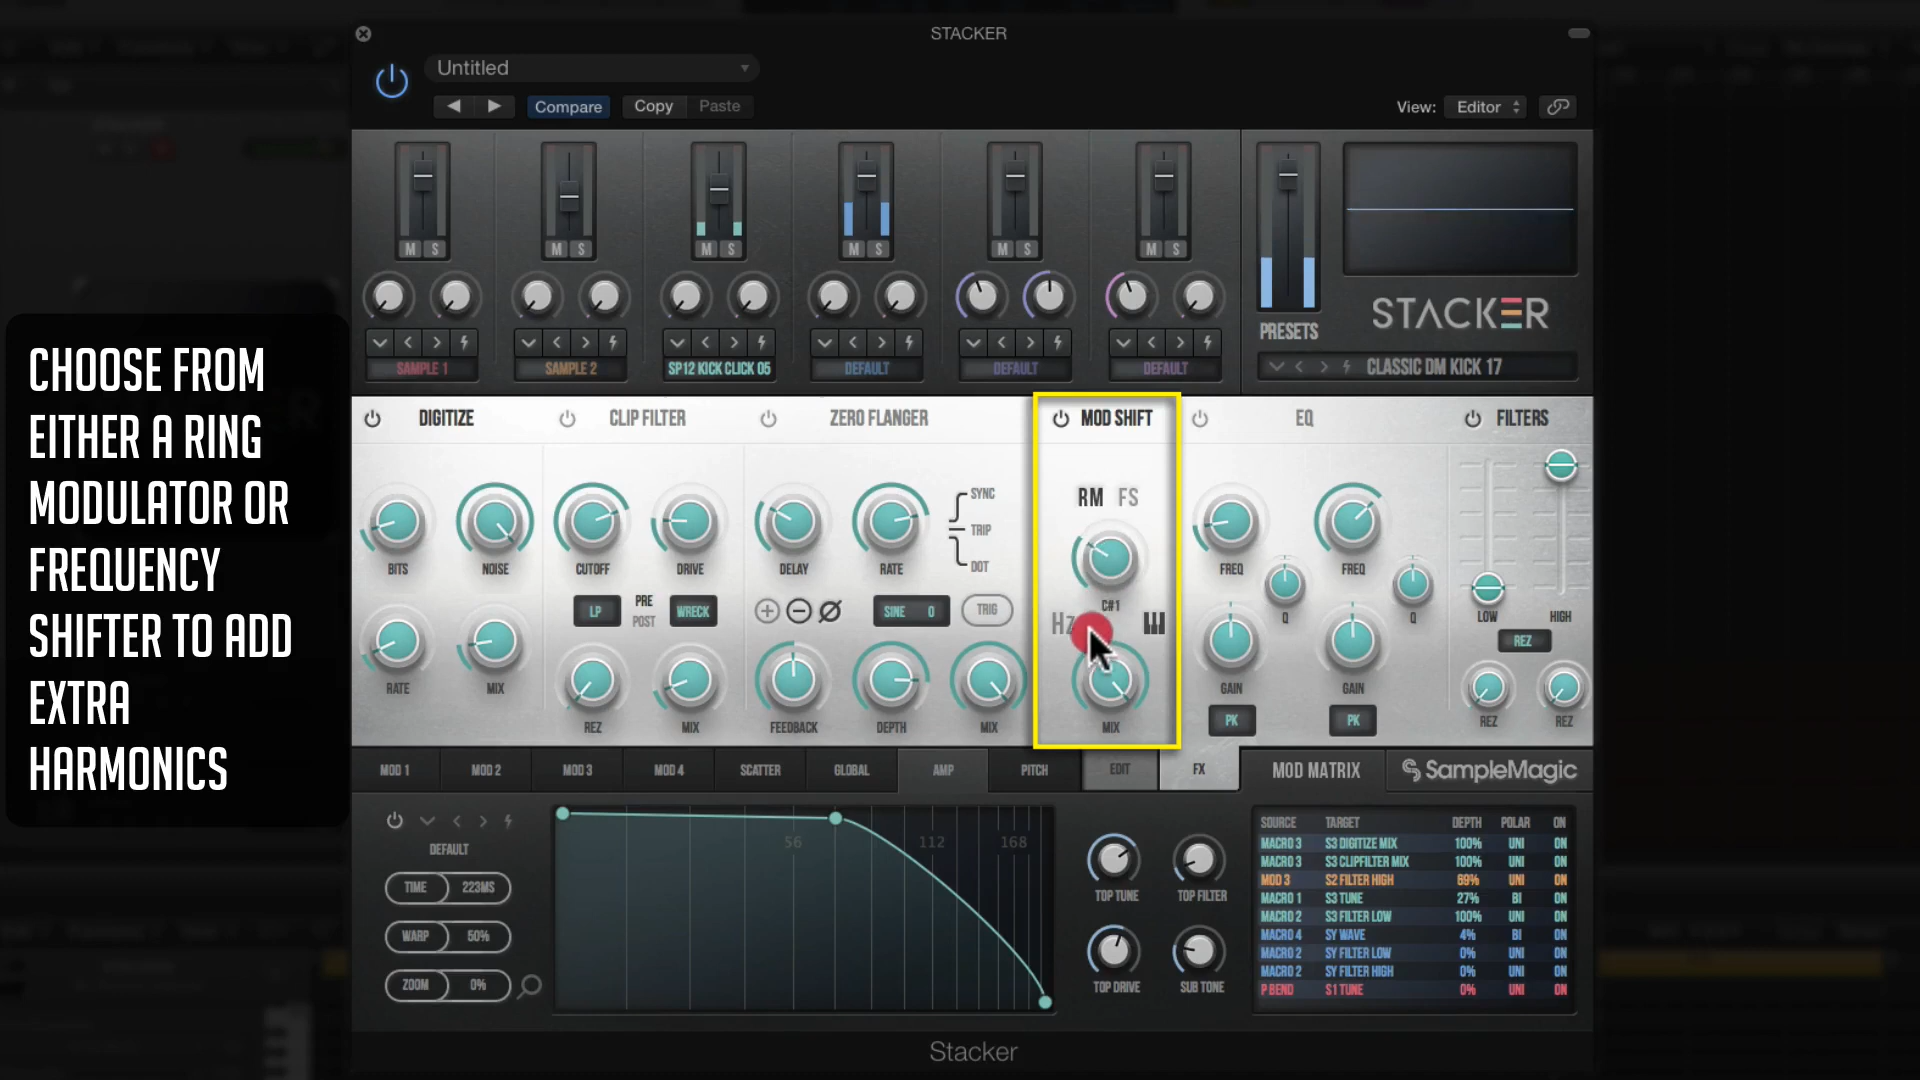 STACKER
Untitled
Compare Copy Paste
View: Editor
M S M S M S M S M S M S
PRESETS
STACKER
SAMPLE 1 SAMPLE 2 SP12 KICK CLICK 05 DEFAULT DEFAULT DEFAULT
CLASSIC DM KICK 17
CHOOSE FROM
EITHER A RING
MODULATOR OR
FREQUENCY
SHIFTER TO ADD
EXTRA
HARMONICS
DIGITIZE CLIP FILTER ZERO FLANGER MOD SHIFT EQ FILTERS
SYNC
TRIP
DOT
RM FS
BITS NOISE CUTOFF DRIVE DELAY RATE FREQ FREQ
C#1
Q Q
LOW HIGH
LP PRE POST WRECK SINE 0 TRIG
Hz
REZ
RATE MIX GAIN GAIN
REZ MIX FEEDBACK DEPTH MIX MIX PK PK REZ REZ
MOD 1 MOD 2 MOD 3 MOD 4 SCATTER GLOBAL AMP PITCH EDIT FX MOD MATRIX SampleMagic
DEFAULT
TIME 223MS
WARP 50%
ZOOM 0%
56 112 168
TOP TUNE TOP FILTER
TOP DRIVE SUB TONE
SOURCE TARGET DEPTH POLAR ON
MACRO 3 S3 DIGITIZE MIX 100% UNI ON
MACRO 3 S3 CLIPFILTER MIX 100% UNI ON
MOD 3 S2 FILTER HIGH 69% UNI ON
MACRO 1 S3 TUNE 27% BI ON
MACRO 2 S3 FILTER LOW 100% UNI ON
MACRO 4 SY WAVE 4% BI ON
MACRO 2 SY FILTER LOW 0% UNI ON
MACRO 2 SY FILTER HIGH 0% UNI ON
P BEND S1 TUNE 0% UNI ON
Stacker